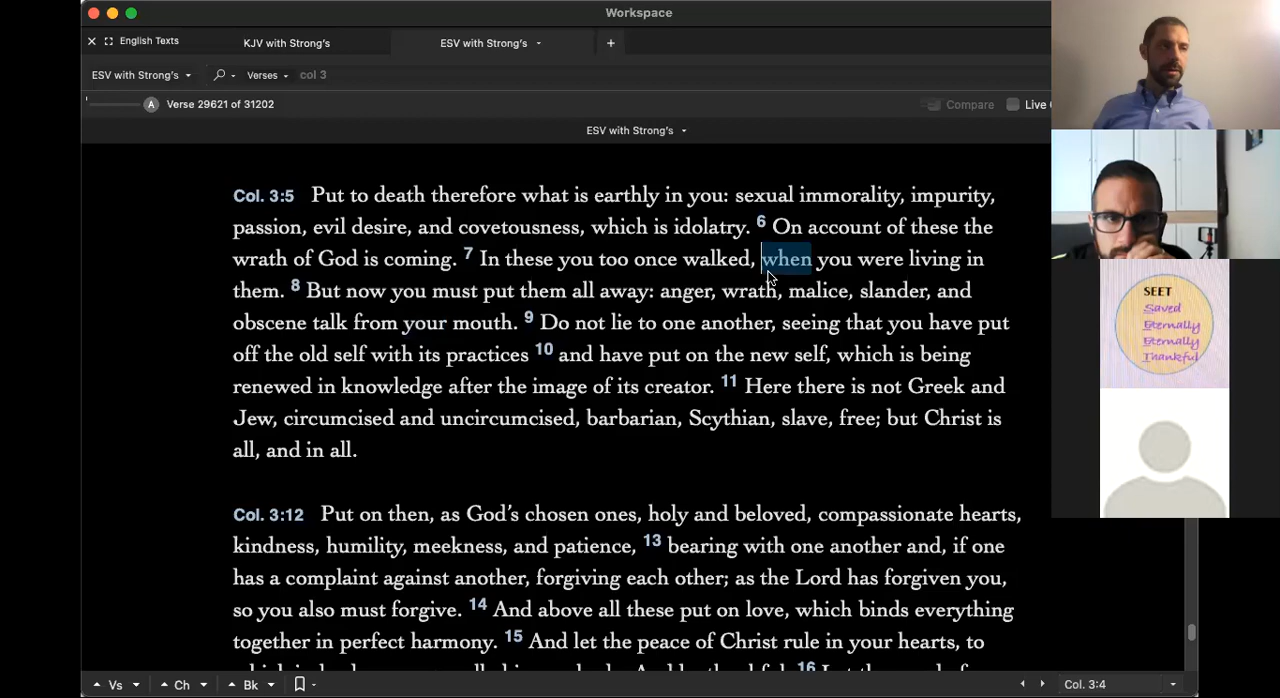 Workspace
English Texts
KJV with Strong's
ESV with Strong's
+
ESV with Strong's
Verses
col 3
A
Verse 29621 of 31202
Compare
Live
ESV with Strong's
Col. 3:5 Put to death therefore what is earthly in you: sexual immorality, impurity,
passion, evil desire, and covetousness, which is idolatry. 6 On account of these the
wrath of God is coming. 7 In these you too once walked, when you were living in
them. 8 But now you must put them all away: anger, wrath, malice, slander, and
obscene talk from your mouth. 9 Do not lie to one another, seeing that you have put
off the old self with its practices 10 and have put on the new self, which is being
renewed in knowledge after the image of its creator. 11 Here there is not Greek and
Jew, circumcised and uncircumcised, barbarian, Scythian, slave, free; but Christ is
all, and in all.
Col. 3:12 Put on then, as God's chosen ones, holy and beloved, compassionate hearts,
kindness, humility, meekness, and patience, 13 bearing with one another and, if one
has a complaint against another, forgiving each other; as the Lord has forgiven you,
so you also must forgive. 14 And above all these put on love, which binds everything
together in perfect harmony. 15 And let the peace of Christ rule in your hearts, to
16
Vs
Ch
Bk
Col. 3:4
SEET
Saved
Eternally
Eternally
Thankful